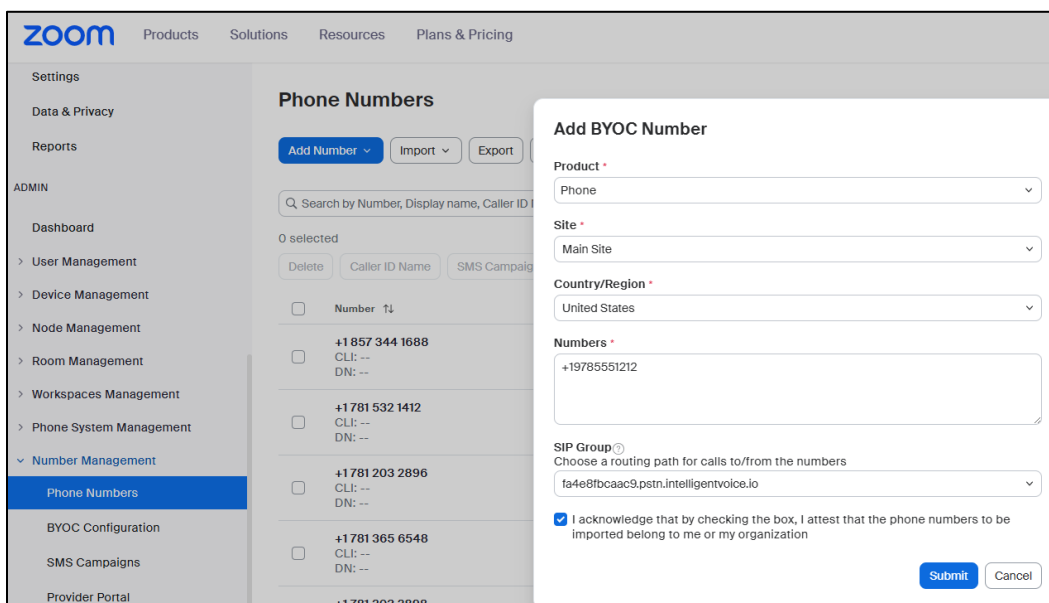 zoom Products Solutions Resources Plans & Pricing
Settings
Data & Privacy
Reports
ADMIN
Dashboard
User Management
Device Management
Node Management
Room Management
Workspaces Management
Phone System Management
Number Management
Phone Numbers
BYOC Configuration
SMS Campaigns
Provider Portal
Phone Numbers
Add Number Import Export
Search by Number, Display name, Caller ID
0 selected
Delete Caller ID Name SMS Campaig
Number
+1 857 344 1688
CLI: --
DN: --
+1 781 532 1412
CLI: --
DN: --
+1 781 203 2896
CLI: --
DN: --
+1 781 365 6548
CLI: --
DN: --
Add BYOC Number
Product *
Phone
Site *
Main Site
Country/Region *
United States
Numbers *
+19785551212
SIP Group ?
Choose a routing path for calls to/from the numbers
fa4e8fbcaac9.pstn.intelligentvoice.io
I acknowledge that by checking the box, I attest that the phone numbers to be
imported belong to me or my organization
Submit Cancel